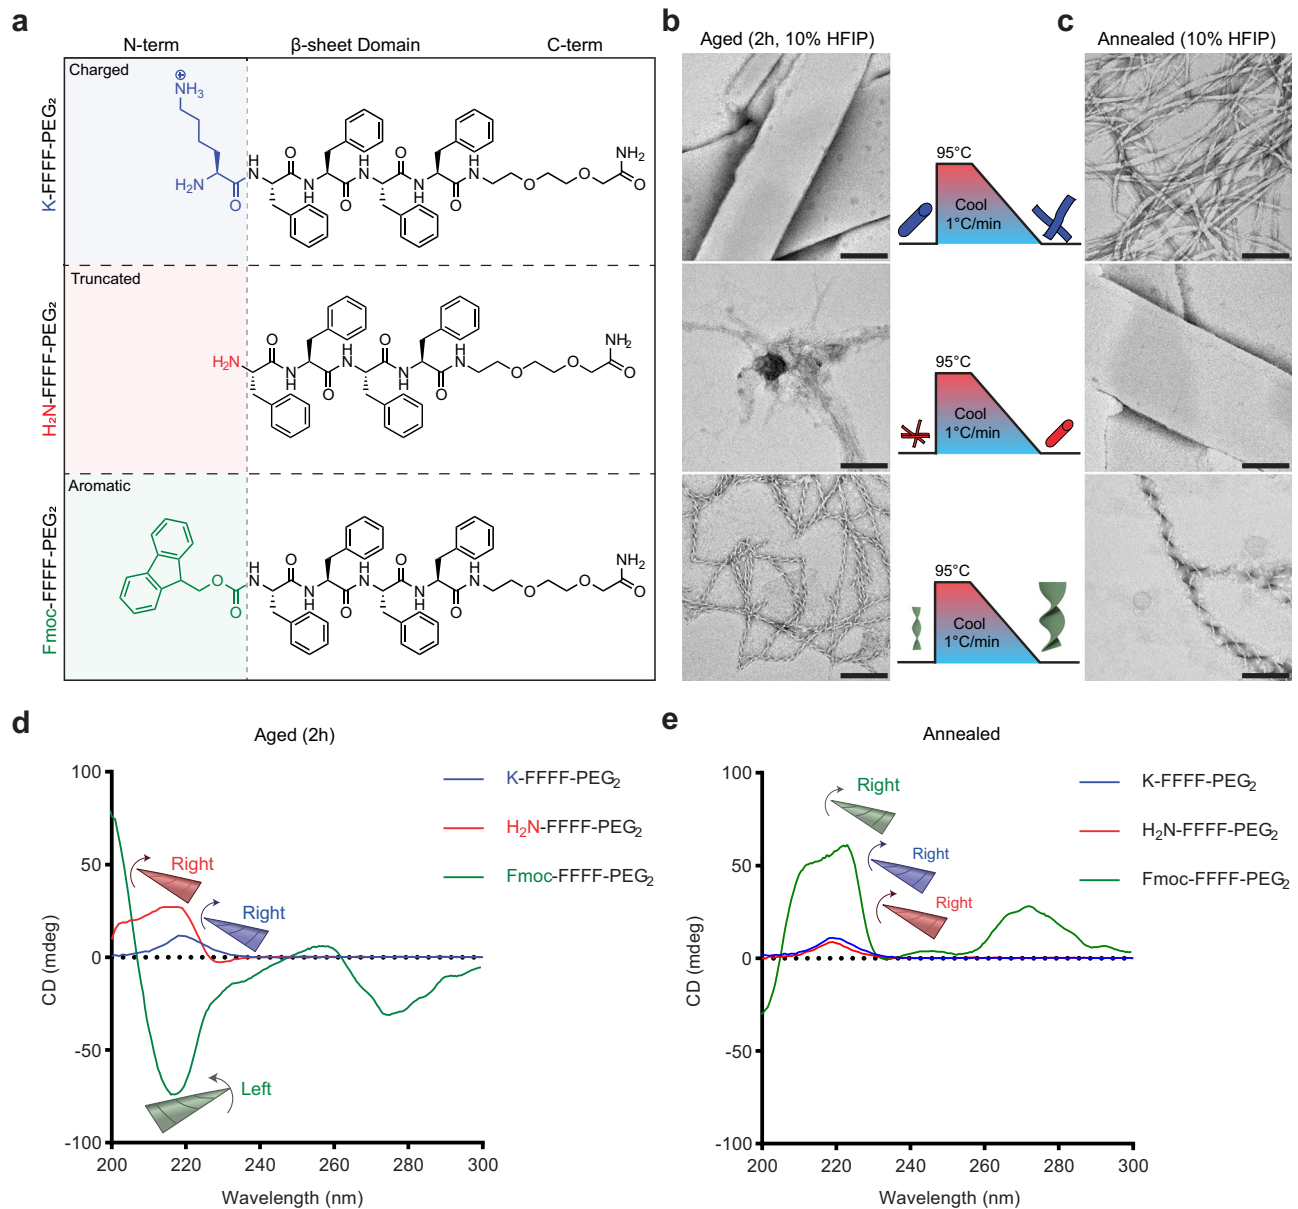 a
N-term
β-sheet Domain
C-term
K-FFFF-PEG₂
Charged
⊕
NH₃
H₂N
O
H
N
O
N
H
O
H
N
O
N
H
O
H
N
O
O
O
NH₂
O
H₂N-FFFF-PEG₂
Truncated
H₂N
O
N
H
O
H
N
O
N
H
O
H
N
O
O
O
NH₂
O
Fmoc-FFFF-PEG₂
Aromatic
O
O
H
N
O
N
H
O
H
N
O
N
H
O
H
N
O
O
O
NH₂
O
b
Aged (2h, 10% HFIP)
95°C
Cool
1°C/min
95°C
Cool
1°C/min
95°C
Cool
1°C/min
c
Annealed (10% HFIP)
d
Aged (2h)
CD (mdeg)
100
50
0
-50
-100
200
220
240
260
280
300
Wavelength (nm)
Right
Right
Left
K-FFFF-PEG₂
H₂N-FFFF-PEG₂
Fmoc-FFFF-PEG₂
e
Annealed
CD (mdeg)
100
50
0
-50
-100
200
220
240
260
280
300
Wavelength (nm)
Right
Right
Right
K-FFFF-PEG₂
H₂N-FFFF-PEG₂
Fmoc-FFFF-PEG₂